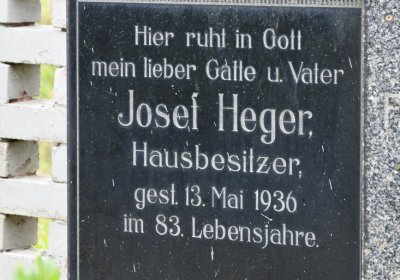 Hier ruht in Gott
mein lieber Gatte u. Vater
Josef Heger,
Hausbesitzer,
gest. 13. Mai 1936
im 83. Lebensjahre.